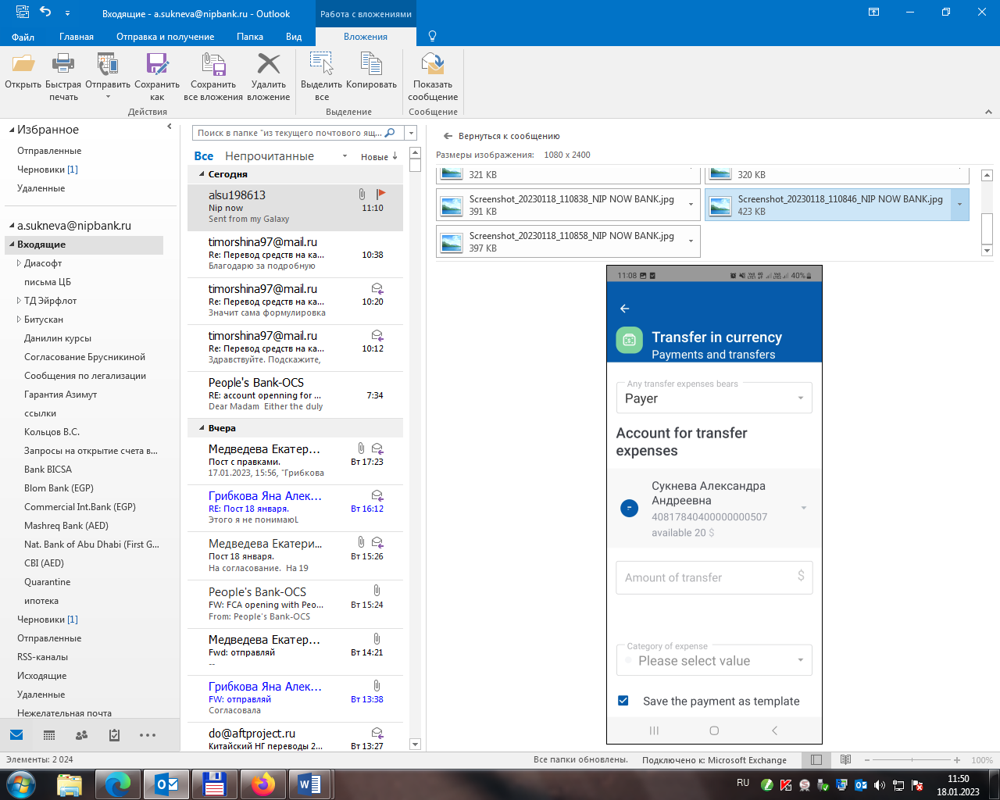 Входящие - a.sukneva@nipbank.ru - Outlook
Работа с вложениями
Файл
Главная
Отправка и получение
Папка
Вид
Вложения
Открыть
Быстрая печать
Отправить
Сохранить как
Сохранить все вложения
Удалить вложение
Выделить все
Копировать
Показать сообщение
Действия
Выделение
Сообщение
Избранное
Отправленные
Черновики [1]
Удаленные
a.sukneva@nipbank.ru
Входящие
Диасофт
письма ЦБ
ТД Эйрфлот
Битускан
Данилин курсы
Согласование Брусникиной
Сообщения по легализации
Гарантия Азимут
ссылки
Кольцов В.С.
Запросы на открытие счета в...
Bank BICSA
Blom Bank (EGP)
Commercial Int.Bank (EGP)
Mashreq Bank (AED)
Nat. Bank of Abu Dhabi (First G...
CBI (AED)
Quarantine
ипотека
Черновики [1]
Отправленные
RSS-каналы
Исходящие
Удаленные
Нежелательная почта
Поиск в папке "из текущего почтового ящ...
Все
Непрочитанные
Новые
Сегодня
alsu198613
Nip now
11:10
Sent from my Galaxy
timorshina97@mail.ru
Re: Перевод средств на ка...
10:38
Благодарю за подробную
timorshina97@mail.ru
Re: Перевод средств на ка...
10:20
Значит сама формулировка
timorshina97@mail.ru
Re: Перевод средств на ка...
10:12
Здравствуйте. Подскажите,
People's Bank-OCS
RE: account openning for ...
7:34
Dear Madam Either the duly
Вчера
Медведева Екатер...
Пост с правками.
Вт 17:23
17.01.2023, 15:56, "Грибкова
Грибкова Яна Алек...
RE: Пост 18 января.
Вт 16:12
Этого я не понимаюL
Медведева Екатери...
Пост 18 января.
Вт 15:26
На согласование. На 19
People's Bank-OCS
FW: FCA opening with Peo...
Вт 15:24
From: People's Bank-OCS
Медведева Екатер...
Fwd: отправляй
Вт 14:21
--
Грибкова Яна Алек...
FW: отправляй
Вт 13:38
Согласовала
do@aftproject.ru
Китайский НГ переводы 2...
Вт 13:27
Вернуться к сообщению
Размеры изображения: 1080 x 2400
321 KB
320 KB
Screenshot_20230118_110838_NIP NOW BANK.jpg
391 KB
Screenshot_20230118_110846_NIP NOW BANK.jpg
423 KB
Screenshot_20230118_110858_NIP NOW BANK.jpg
397 KB
11:08
40%
Transfer in currency
Payments and transfers
Any transfer expenses bears
Payer
Account for transfer
expenses
Сукнева Александра
Андреевна
40817840400000000507
available 20 $
Amount of transfer
$
Category of expense
Please select value
Save the payment as template
Элементы: 2 024
Все папки обновлены.
Подключено к: Microsoft Exchange
100%
RU
11:50
18.01.2023